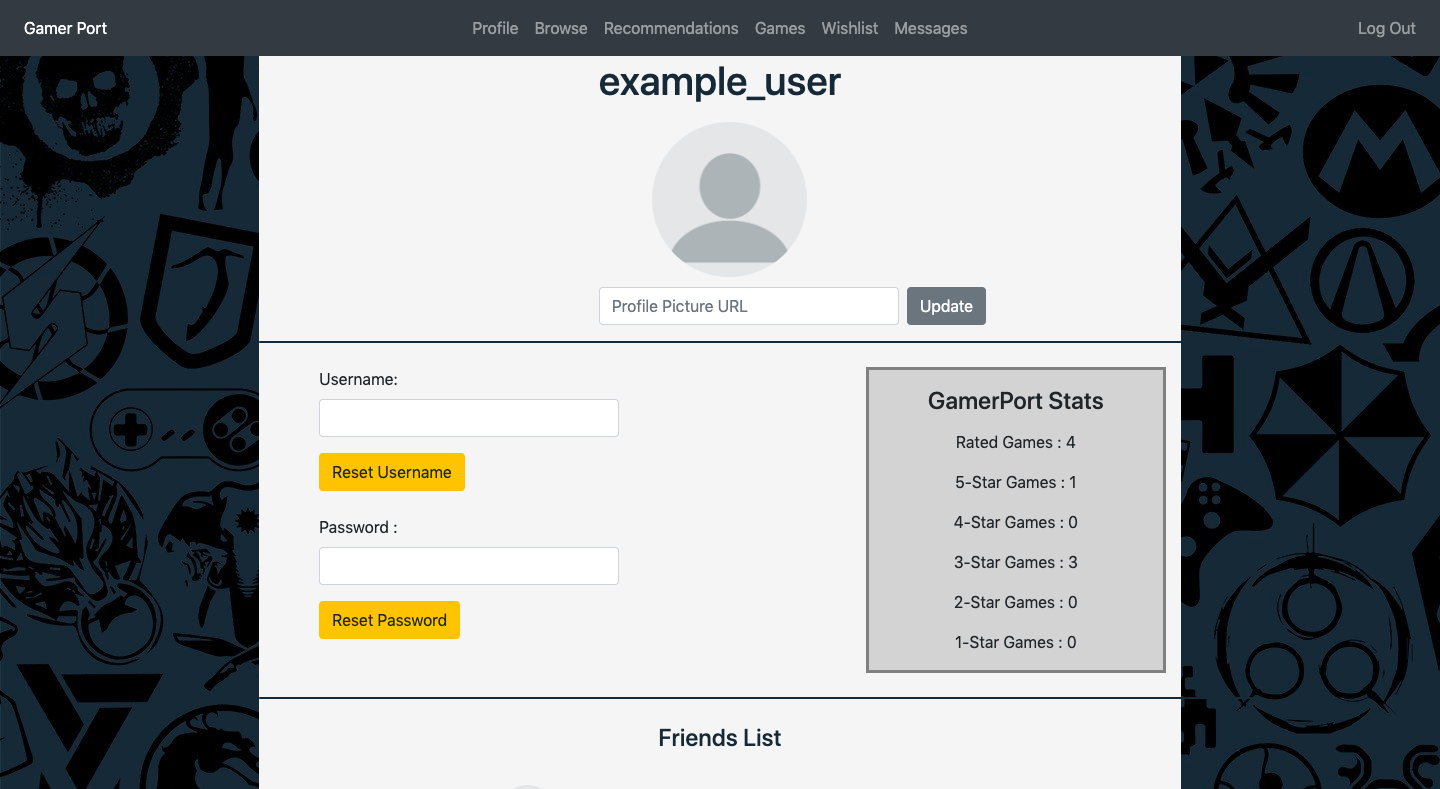 Gamer Port Profile Browse Recommendations Games Wishlist Messages Log Out
example_user
Profile Picture URL Update
Username:
Reset Username
Password :
Reset Password
GamerPort Stats
Rated Games : 4
5-Star Games : 1
4-Star Games : 0
3-Star Games : 3
2-Star Games : 0
1-Star Games : 0
Friends List